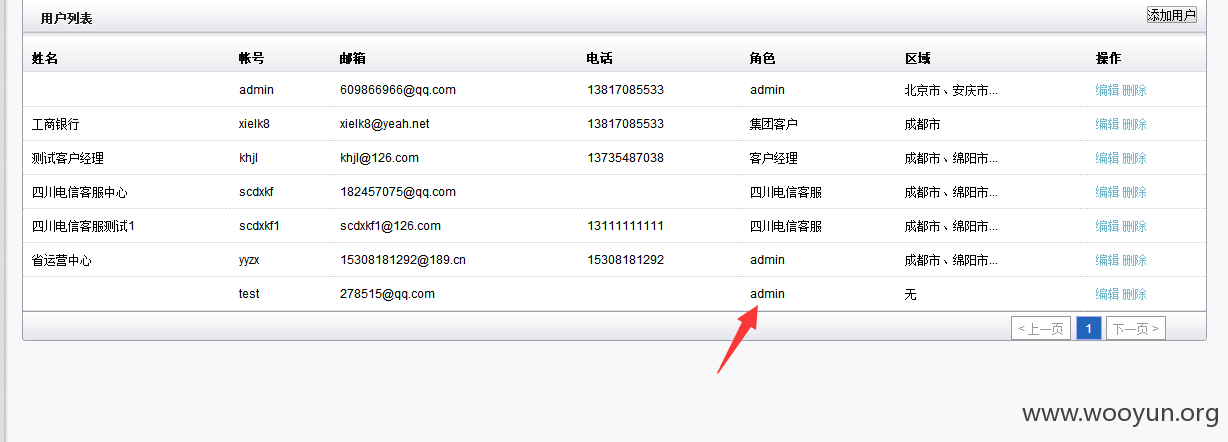 用户列表 添加用户
姓名 帐号 邮箱 电话 角色 区域 操作
admin 609866966@qq.com 13817085533 admin 北京市、安庆市... 编辑 删除
工商银行 xielk8 xielk8@yeah.net 13817085533 集团客户 成都市 编辑 删除
测试客户经理 khjl khjl@126.com 13735487038 客户经理 成都市、绵阳市... 编辑 删除
四川电信客服中心 scdxkf 182457075@qq.com 四川电信客服 成都市、绵阳市... 编辑 删除
四川电信客服测试1 scdxkf1 scdxkf1@126.com 13111111111 四川电信客服 成都市、绵阳市... 编辑 删除
省运营中心 yyzx 15308181292@189.cn 15308181292 admin 成都市、绵阳市... 编辑 删除
test 278515@qq.com admin 无 编辑 删除
< 上一页 1 下一页 >
www.wooyun.org